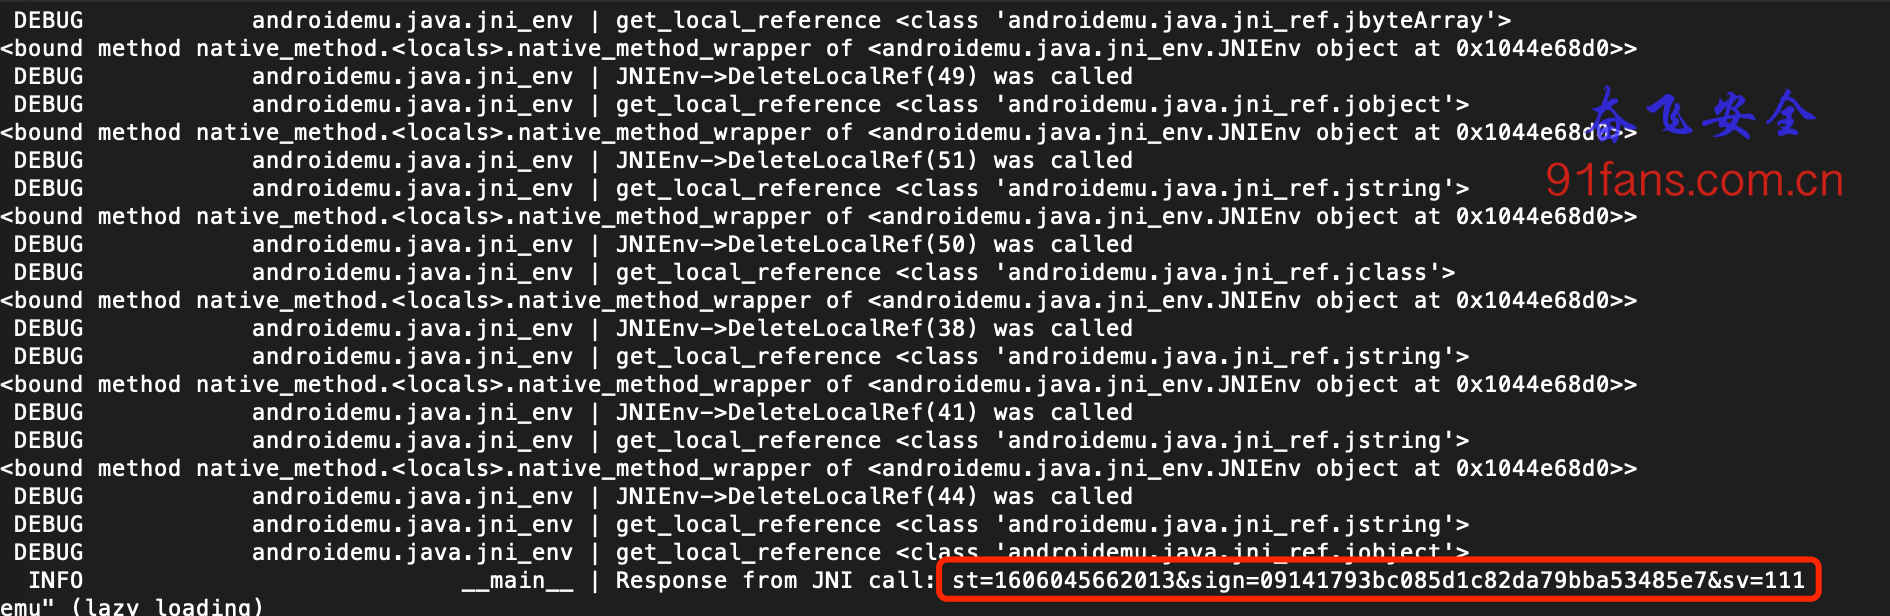 DEBUG androidemu.java.jni_env | get_local_reference <class 'androidemu.java.jni_ref.jbyteArray'>
<bound method native_method.<locals>.native_method_wrapper of <androidemu.java.jni_env.JNIEnv object at 0x1044e68d0>>
DEBUG androidemu.java.jni_env | JNIEnv->DeleteLocalRef(49) was called
DEBUG androidemu.java.jni_env | get_local_reference <class 'androidemu.java.jni_ref.jobject'>
<bound method native_method.<locals>.native_method_wrapper of <androidemu.java.jni_env.JNIEnv object at 0x1044e68d0>>
奋飞安全
DEBUG androidemu.java.jni_env | JNIEnv->DeleteLocalRef(51) was called
DEBUG androidemu.java.jni_env | get_local_reference <class 'androidemu.java.jni_ref.jstring'>
91fans.com.cn
<bound method native_method.<locals>.native_method_wrapper of <androidemu.java.jni_env.JNIEnv object at 0x1044e68d0>>
DEBUG androidemu.java.jni_env | JNIEnv->DeleteLocalRef(50) was called
DEBUG androidemu.java.jni_env | get_local_reference <class 'androidemu.java.jni_ref.jclass'>
<bound method native_method.<locals>.native_method_wrapper of <androidemu.java.jni_env.JNIEnv object at 0x1044e68d0>>
DEBUG androidemu.java.jni_env | JNIEnv->DeleteLocalRef(38) was called
DEBUG androidemu.java.jni_env | get_local_reference <class 'androidemu.java.jni_ref.jstring'>
<bound method native_method.<locals>.native_method_wrapper of <androidemu.java.jni_env.JNIEnv object at 0x1044e68d0>>
DEBUG androidemu.java.jni_env | JNIEnv->DeleteLocalRef(41) was called
DEBUG androidemu.java.jni_env | get_local_reference <class 'androidemu.java.jni_ref.jstring'>
<bound method native_method.<locals>.native_method_wrapper of <androidemu.java.jni_env.JNIEnv object at 0x1044e68d0>>
DEBUG androidemu.java.jni_env | JNIEnv->DeleteLocalRef(44) was called
DEBUG androidemu.java.jni_env | get_local_reference <class 'androidemu.java.jni_ref.jstring'>
DEBUG androidemu.java.jni_env | get_local_reference <class 'androidemu.java.jni_ref.jobject'>
INFO __main__ | Response from JNI call: st=1606045662013&sign=09141793bc085d1c82da79bba53485e7&sv=111
emu" (lazy loading)